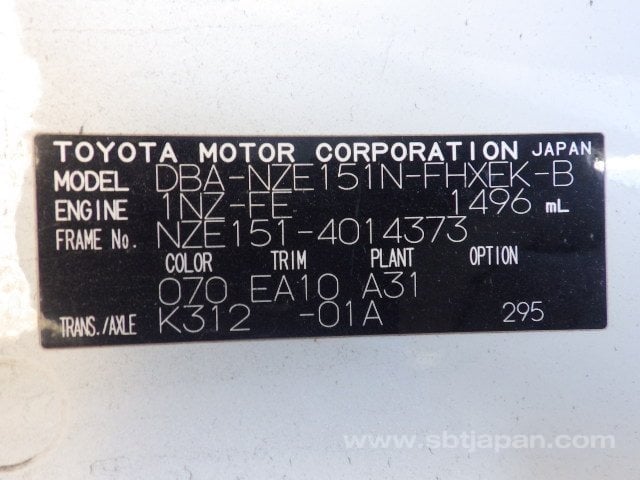 TOYOTA MOTOR CORPORATION JAPAN
MODEL DBA-NZE151N-FHXEK-B
ENGINE 1NZ-FE 1496 mL
FRAME No. NZE151-4014373
COLOR TRIM PLANT OPTION
070 EA10 A31
TRANS./AXLE K312 -01A 295
www.sbtjapan.com